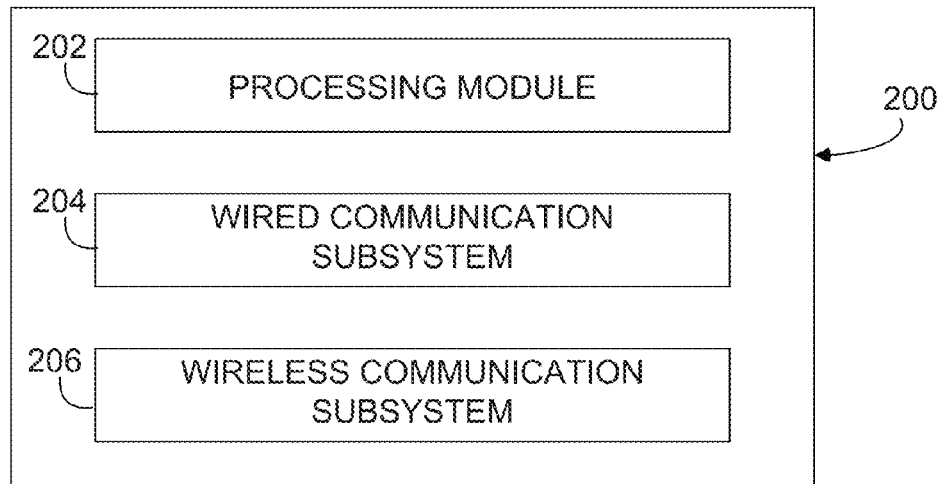 202
PROCESSING MODULE
200
204
WIRED COMMUNICATION
SUBSYSTEM
206
WIRELESS COMMUNICATION
SUBSYSTEM